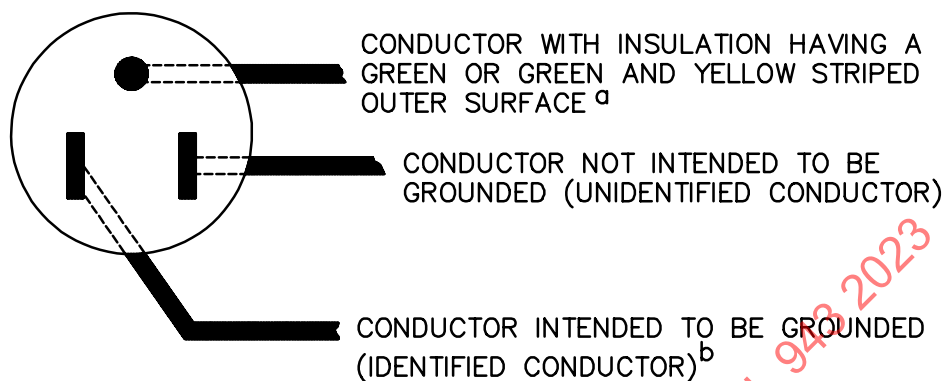 CONDUCTOR WITH INSULATION HAVING A
GREEN OR GREEN AND YELLOW STRIPED
OUTER SURFACE a
CONDUCTOR NOT INTENDED TO BE
GROUNDED (UNIDENTIFIED CONDUCTOR)
CONDUCTOR INTENDED TO BE GROUNDED
(IDENTIFIED CONDUCTOR) b
943 2023